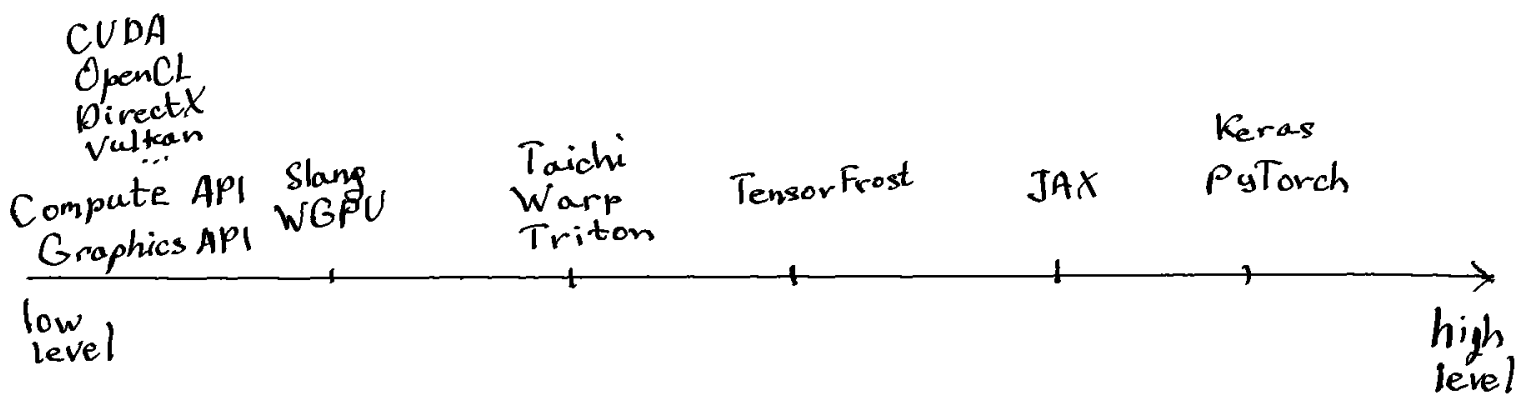 CUDA
OpenCL
DirectX
Vulkan
...
Compute API
Graphics API
Slang
WGPU
Taichi
Warp
Triton
TensorFrost
JAX
Keras
PyTorch
low
level
high
level